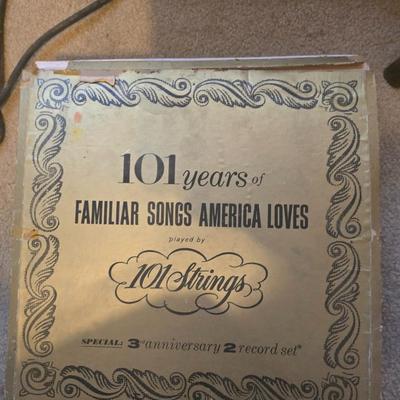 101 years of
FAMILIAR SONGS AMERICA LOVES
played by
101 Strings
SPECIAL: 3rd anniversary 2 record set*